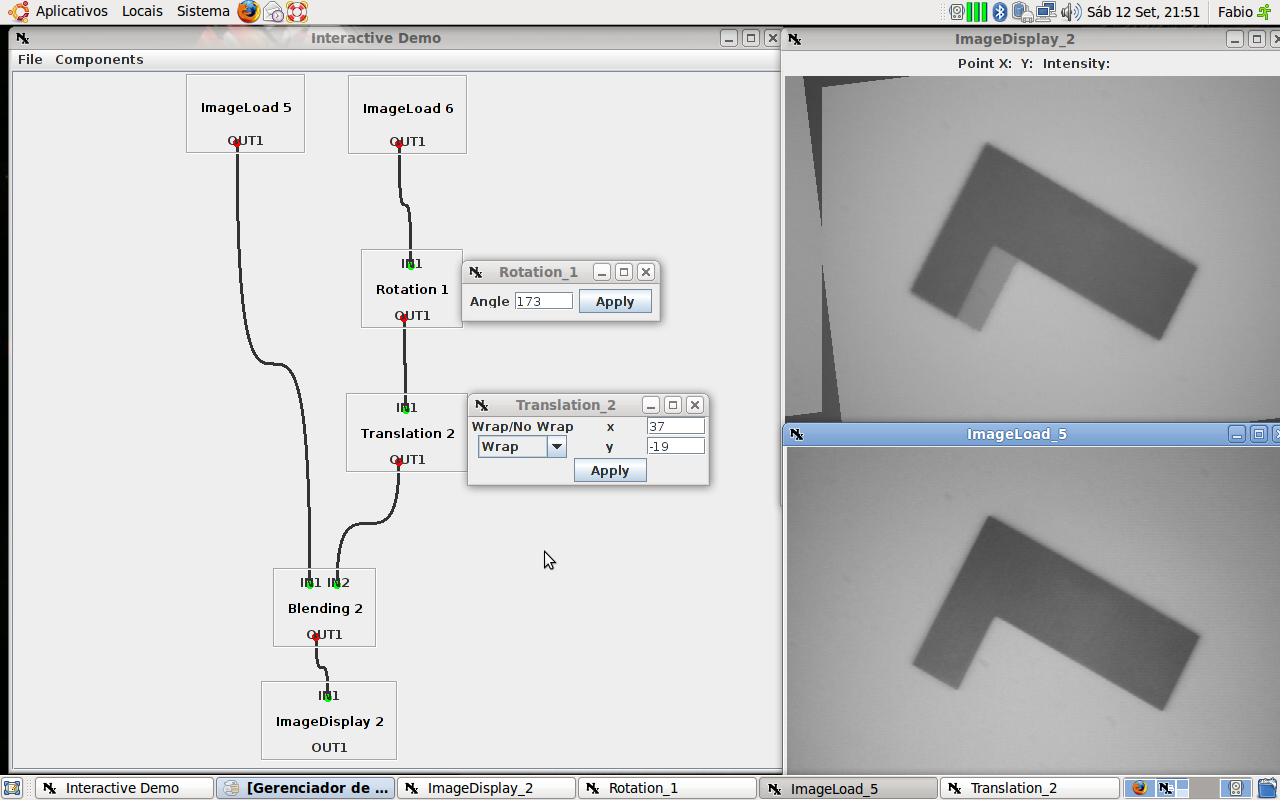 Aplicativos Locais Sistema Sáb 12 Set, 21:51 Fabio
Interactive Demo
File Components
ImageLoad 5
OUT1
ImageLoad 6
OUT1
IN1
Rotation 1
OUT1
Rotation_1
Angle 173 Apply
IN1
Translation 2
OUT1
Translation_2
Wrap/No Wrap x 37
Wrap y -19
Apply
IN1 IN2
Blending 2
OUT1
IN1
ImageDisplay 2
OUT1
ImageDisplay_2
Point X: Y: Intensity:
ImageLoad_5
Interactive Demo [Gerenciador de ... ImageDisplay_2 Rotation_1 ImageLoad_5 Translation_2